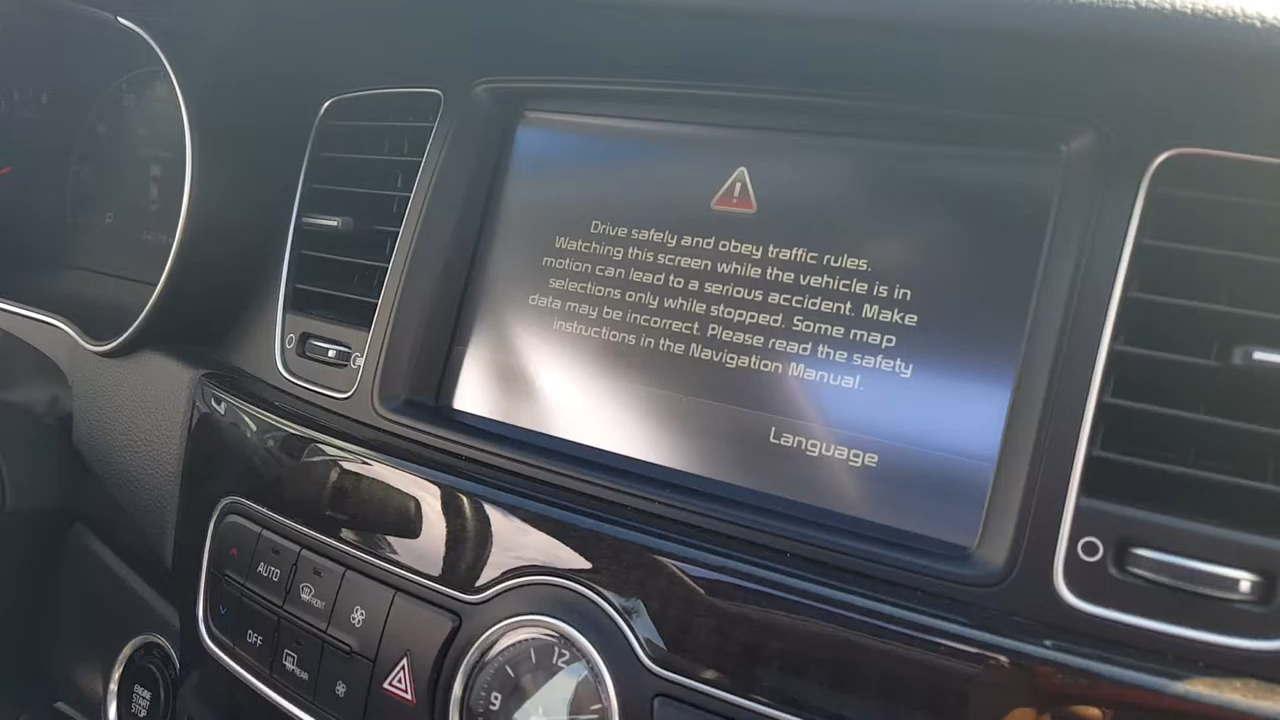 Drive safely and obey traffic rules.
Watching this screen while the vehicle is in
motion can lead to a serious accident. Make
selections only while stopped. Some map
data may be incorrect. Please read the safety
instructions in the Navigation Manual.
Language
AUTO
FRONT
OFF
REAR
12
9
ENGINE
START
STOP
P